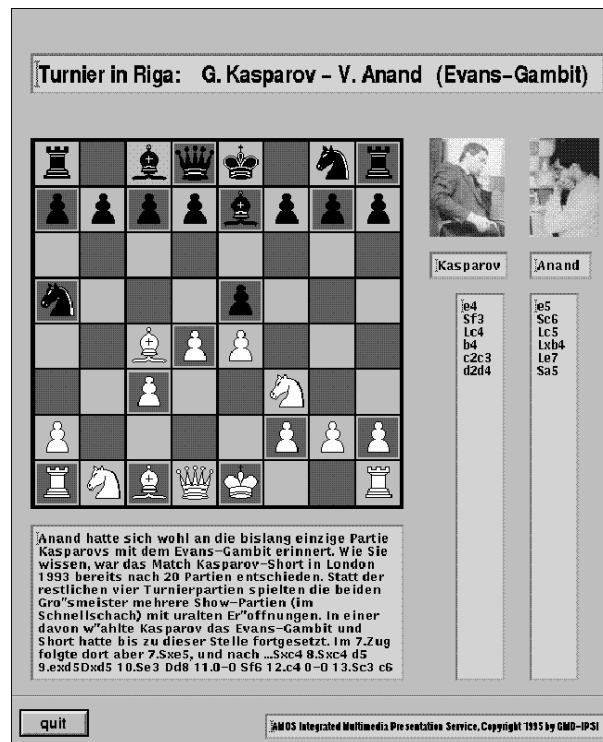 Turnier in Riga: G. Kasparov - V. Anand (Evans-Gambit)
Kasparov
Anand
e4
Sf3
Lc4
b4
c2c3
d2d4
e5
Sc6
Lc5
Lxb4
Le7
Sa5
Anand hatte sich wohl an die bislang einzige Partie
Kasparovs mit dem Evans-Gambit erinnert. Wie Sie
wissen, war das Match Kasparov-Short in London
1993 bereits nach 20 Partien entschieden. Statt der
restlichen vier Turnierpartien spielten die beiden
Gro"smeister mehrere Show-Partien (im
Schnellschach) mit uralten Er"offnungen. In einer
davon w"ahlte Kasparov das Evans-Gambit und
Short hatte bis zu dieser Stelle fortgesetzt. Im 7.Zug
folgte dort aber 7.Sxe5, und nach ...Sxc4 8.Sxc4 d5
9.exd5Dxd5 10.Se3 Dd8 11.0-0 Sf6 12.c4 0-0 13.Sc3 c6
quit
AMOS Integrated Multimedia Presentation Service, Copyright 1995 by GMD-IPSI